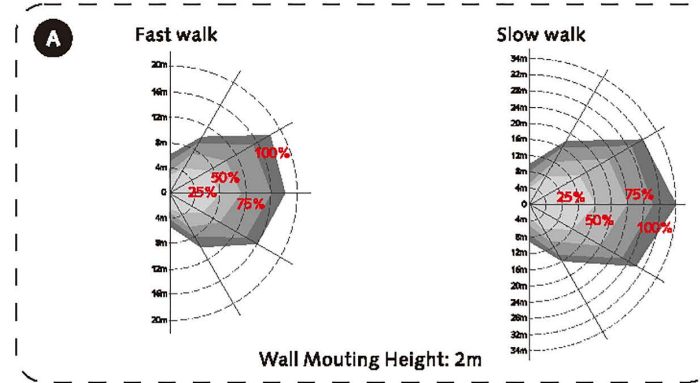 A
Fast walk
20m
16m
12m
8m
4m
0
4m
8m
12m
16m
20m
25%
50%
75%
100%
Slow walk
34m
32m
28m
24m
20m
16m
12m
8m
4m
0
4m
8m
12m
16m
20m
24m
28m
32m
34m
25%
50%
75%
100%
Wall Mouting Height: 2m